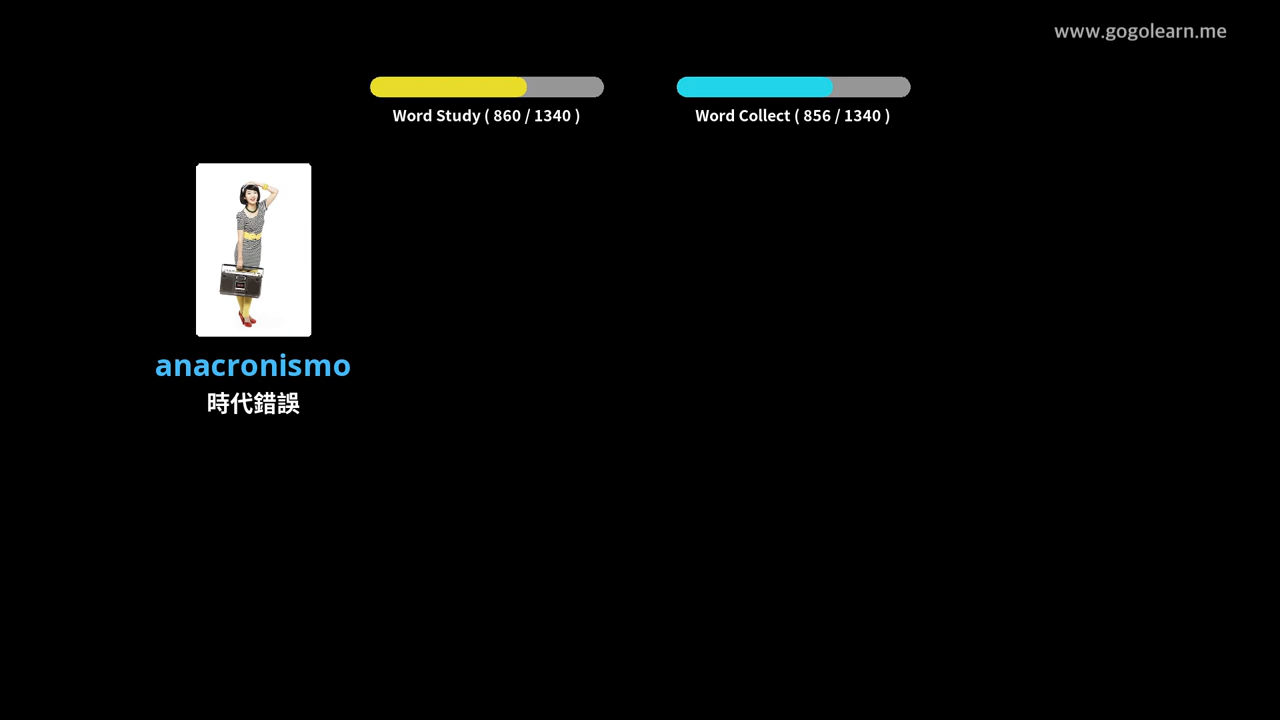 www.gogolearn.me
Word Study ( 860 / 1340 )
Word Collect ( 856 / 1340 )
anacronismo
時代錯誤